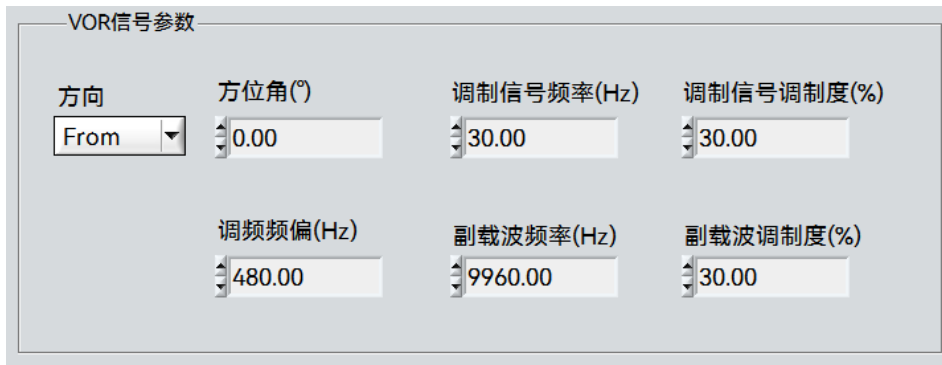 VOR信号参数
方向
方位角(º)
调制信号频率(Hz)
调制信号调制度(%)
From
0.00
30.00
30.00
调频频偏(Hz)
副载波频率(Hz)
副载波调制度(%)
480.00
9960.00
30.00